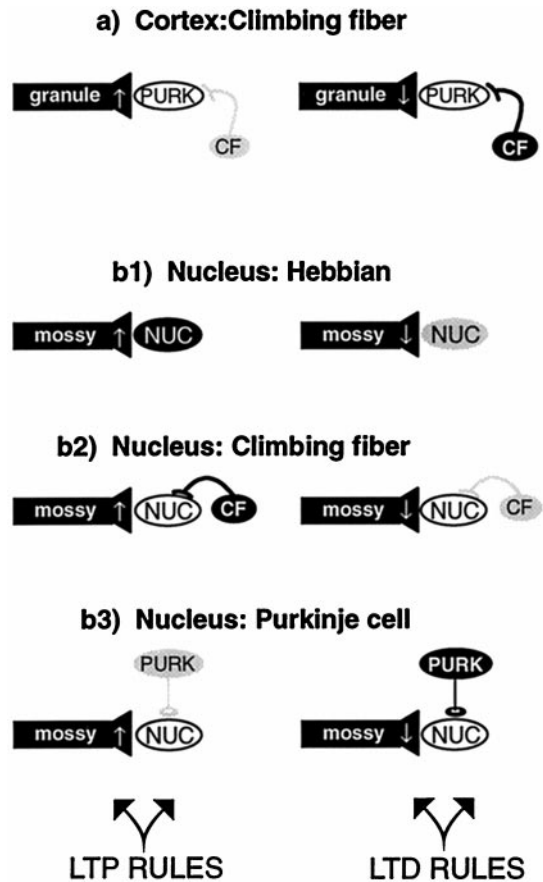 a) Cortex:Climbing fiber
granule ↑ PURK CF granule ↓ PURK CF
b1) Nucleus: Hebbian
mossy ↑ NUC mossy ↓ NUC
b2) Nucleus: Climbing fiber
mossy ↑ NUC CF mossy ↓ NUC CF
b3) Nucleus: Purkinje cell
PURK PURK
mossy ↑ NUC mossy ↓ NUC
LTP RULES LTD RULES